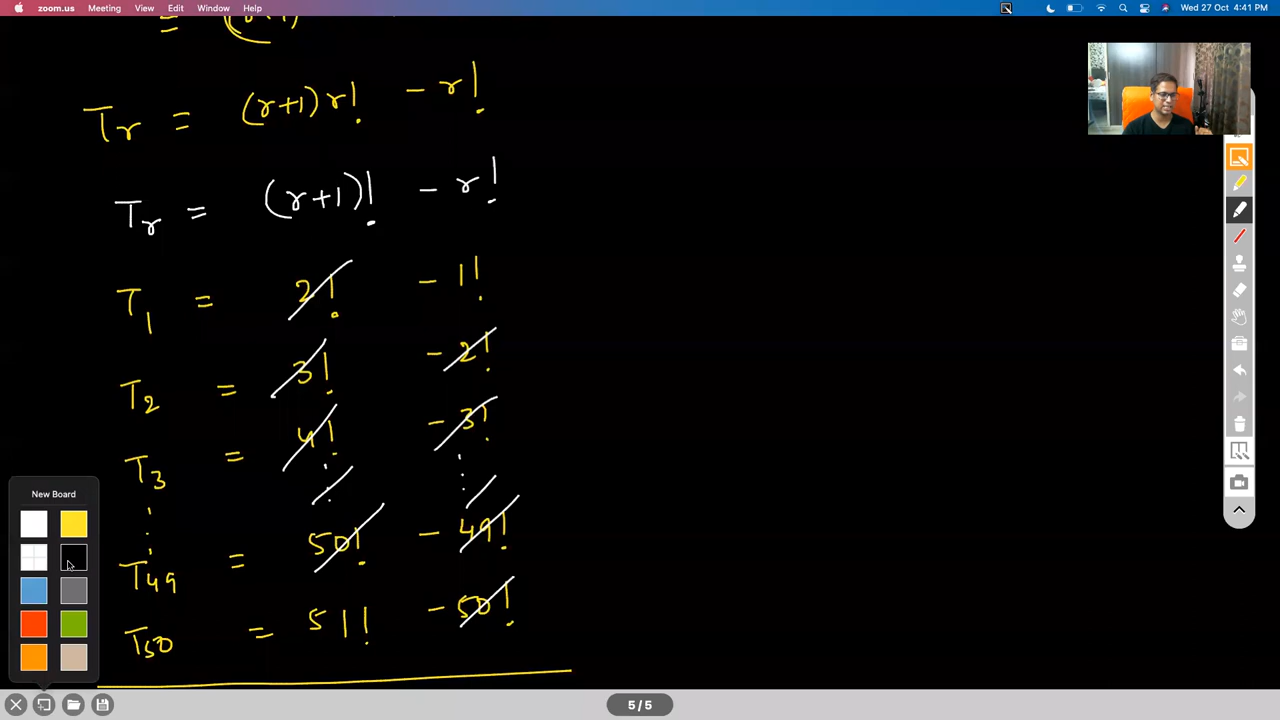 zoom.us Meeting View Edit Window Help Wed 27 Oct 4:41 PM
Tr = (r+1) r! - r!
Tr = (r+1)! - r!
T1 = 2! - 1!
T2 = 3! - 2!
T3 = 4! - 3!
T49 = 50! - 49!
T50 = 51! - 50!
New Board
5 / 5